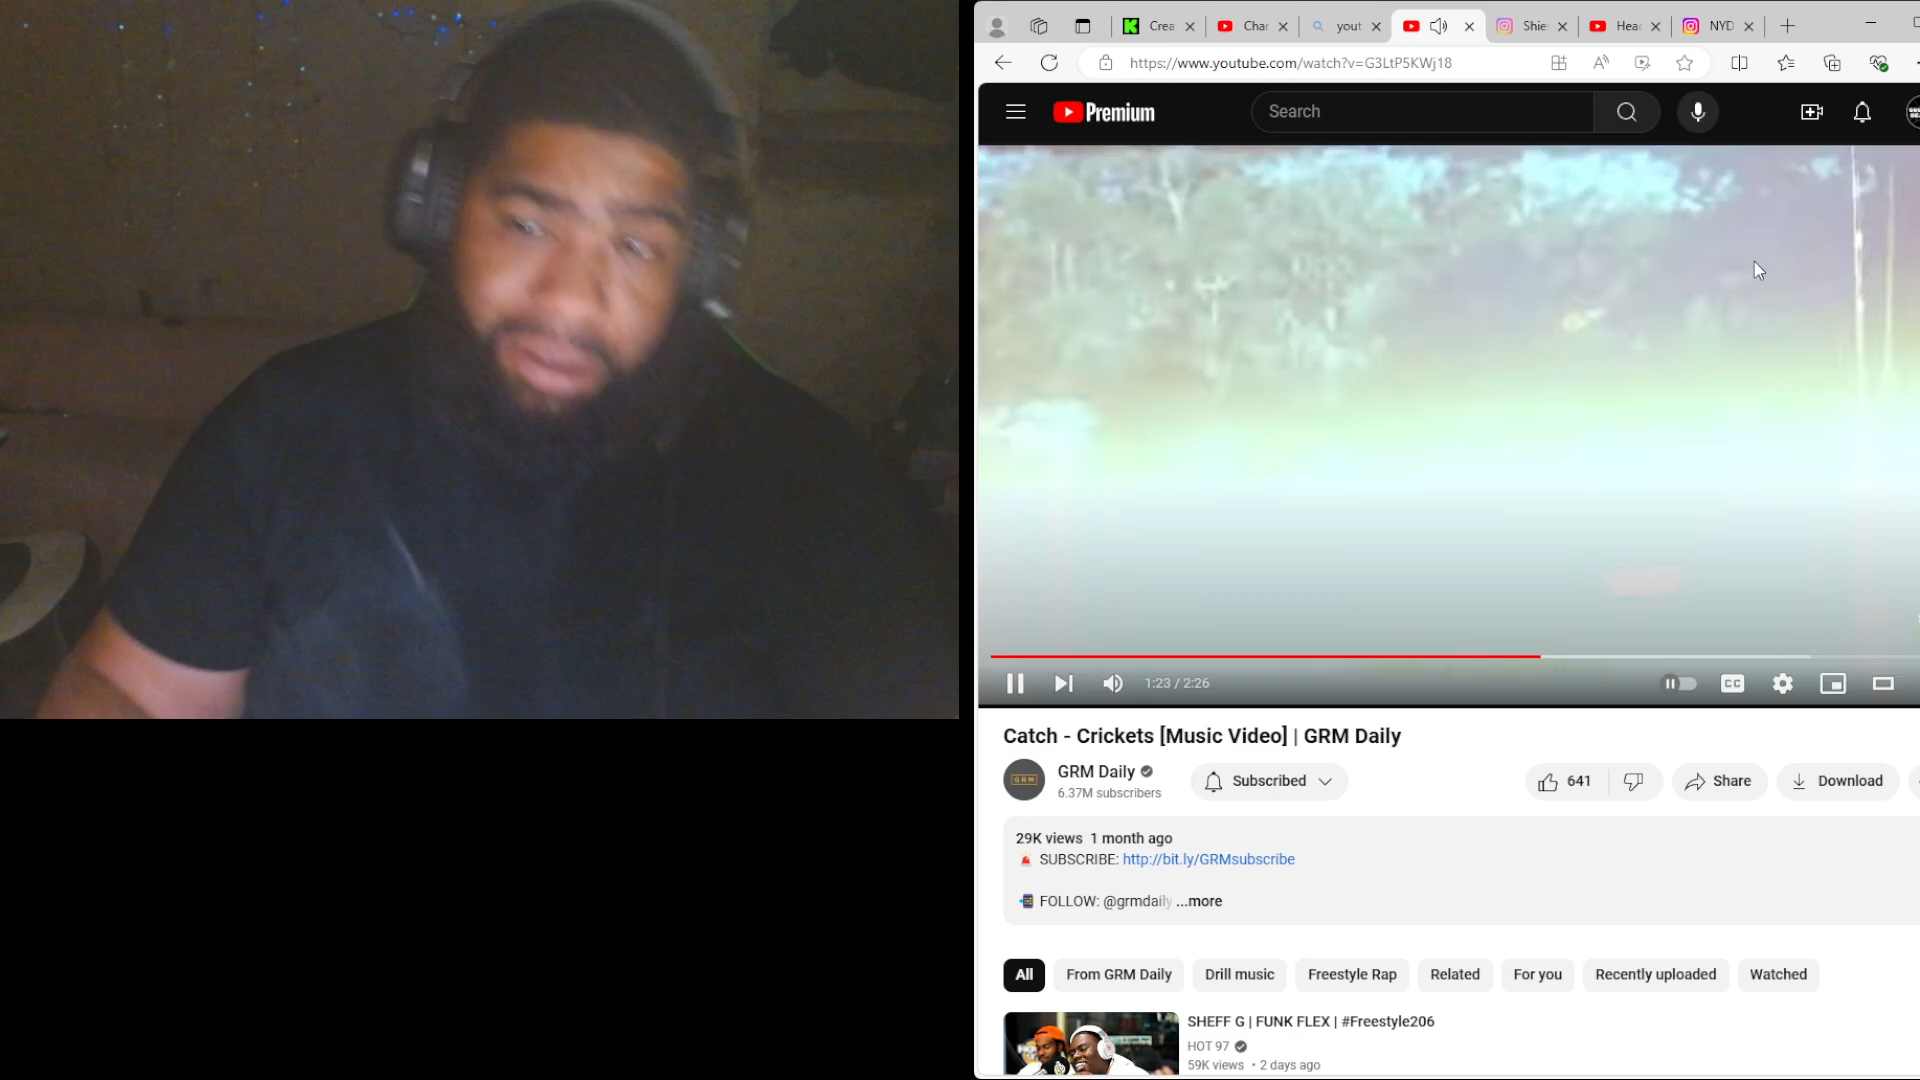 Crea
Char
yout
Shie
Head
NYD
https://www.youtube.com/watch?v=G3LtP5KWj18
Premium
Search
1:23 / 2:26
CC
Catch - Crickets [Music Video] | GRM Daily
GRM
GRM Daily
6.37M subscribers
Subscribed
641
Share
Download
29K views 1 month ago
SUBSCRIBE: http://bit.ly/GRMsubscribe
FOLLOW: @grmdaily ...more
All
From GRM Daily
Drill music
Freestyle Rap
Related
For you
Recently uploaded
Watched
SHEFF G | FUNK FLEX | #Freestyle206
HOT 97
59K views • 2 days ago